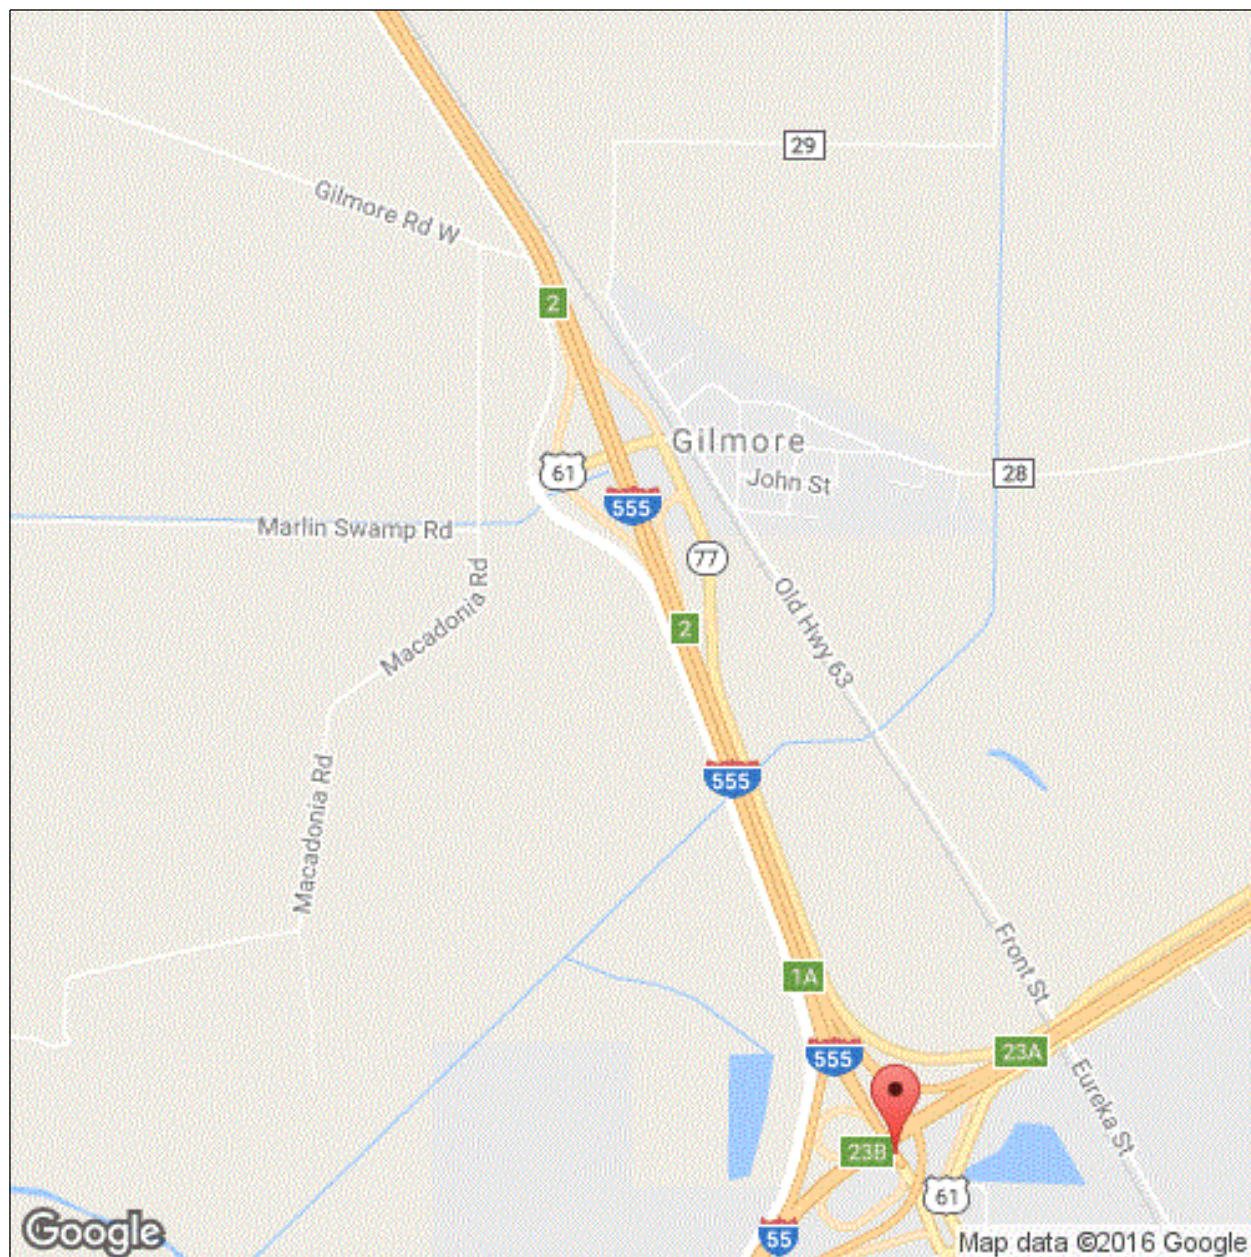 29
Gilmore Rd W
2
Gilmore
61
28
John St
555
Marlin Swamp Rd
77
Macadonia Rd
Old Hwy 63
2
555
Macadonia Rd
Front St
1A
555
23A
Eureka St
23B
61
55
Google
Map data ©2016 Google